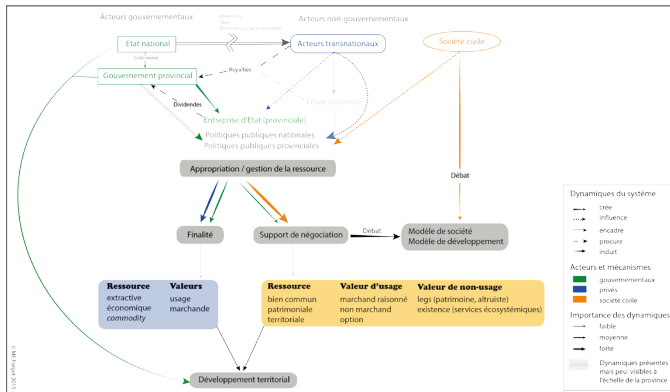 Acteurs gouvernementaux
Acteurs non-gouvernementaux
Etat national
Acteurs transnationaux
Société civile
Gouvernement provincial
Royalties
Dividendes
Filiale nationale
Entreprise d'Etat (provinciale)
Politiques publiques nationales
Politiques publiques provinciales
Appropriation / gestion de la ressource
Débat
Finalité
Support de négociation
Débat
Modèle de société
Modèle de développement
Ressource
extractive
économique
commodity
Valeurs
usage
marchande
Ressource
bien commun
patrimoniale
territoriale
Valeur d'usage
marchand raisonné
non marchand
option
Valeur de non-usage
legs (patrimoine, altruiste)
existence (services écosystémiques)
Développement territorial
Dynamiques du système
crée
influence
encadre
procure
induit
Acteurs et mécanismes
gouvernementaux
privés
société civile
Importance des dynamiques
faible
moyenne
forte
Dynamiques présentes
mais peu visibles à
l'échelle de la province